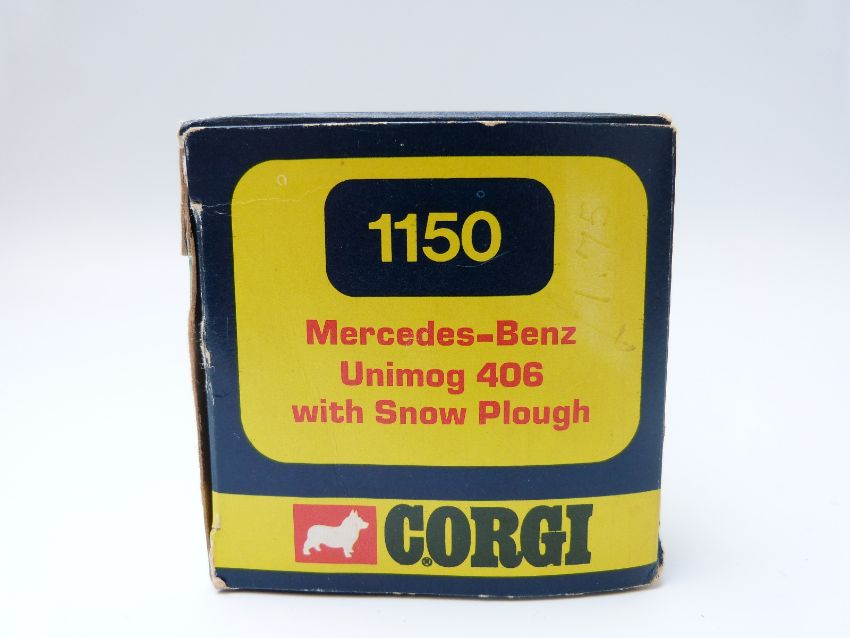 1150
Mercedes-Benz
Unimog 406
with Snow Plough
CORGI®